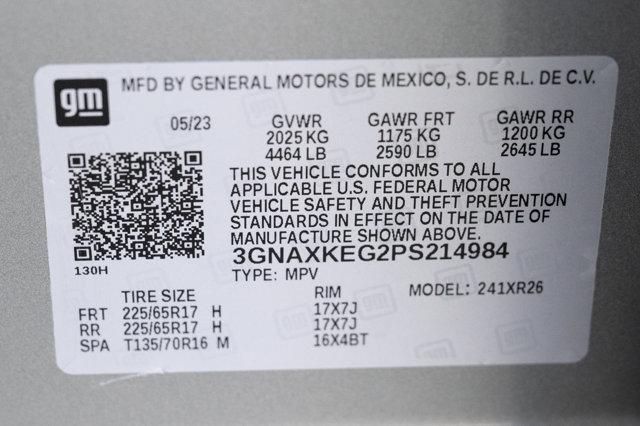 gm MFD BY GENERAL MOTORS DE MEXICO, S. DE R.L. DE C.V.
05/23 GVWR GAWR FRT GAWR RR
2025 KG 1175 KG 1200 KG
4464 LB 2590 LB 2645 LB
THIS VEHICLE CONFORMS TO ALL
APPLICABLE U.S. FEDERAL MOTOR
VEHICLE SAFETY AND THEFT PREVENTION
STANDARDS IN EFFECT ON THE DATE OF
MANUFACTURE SHOWN ABOVE.
130H
3GNAXKEG2PS214984
TYPE: MPV
TIRE SIZE RIM MODEL: 241XR26
FRT 225/65R17 H 17X7J
RR 225/65R17 H 17X7J
SPA T135/70R16 M 16X4BT